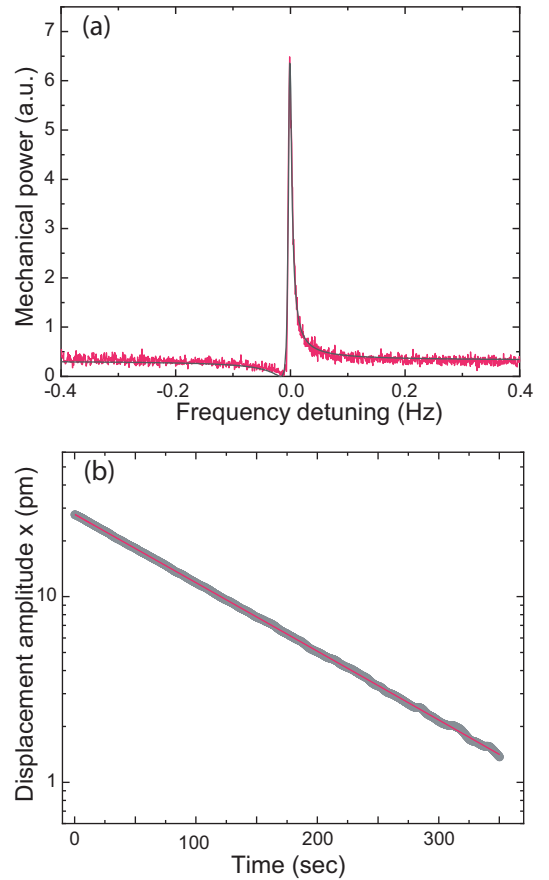 (a)
Mechanical power (a.u.)
7
6
5
4
3
2
1
0
-0.4 -0.2 0.0 0.2 0.4
Frequency detuning (Hz)
(b)
Displacement amplitude x (pm)
10
1
0 100 200 300
Time (sec)